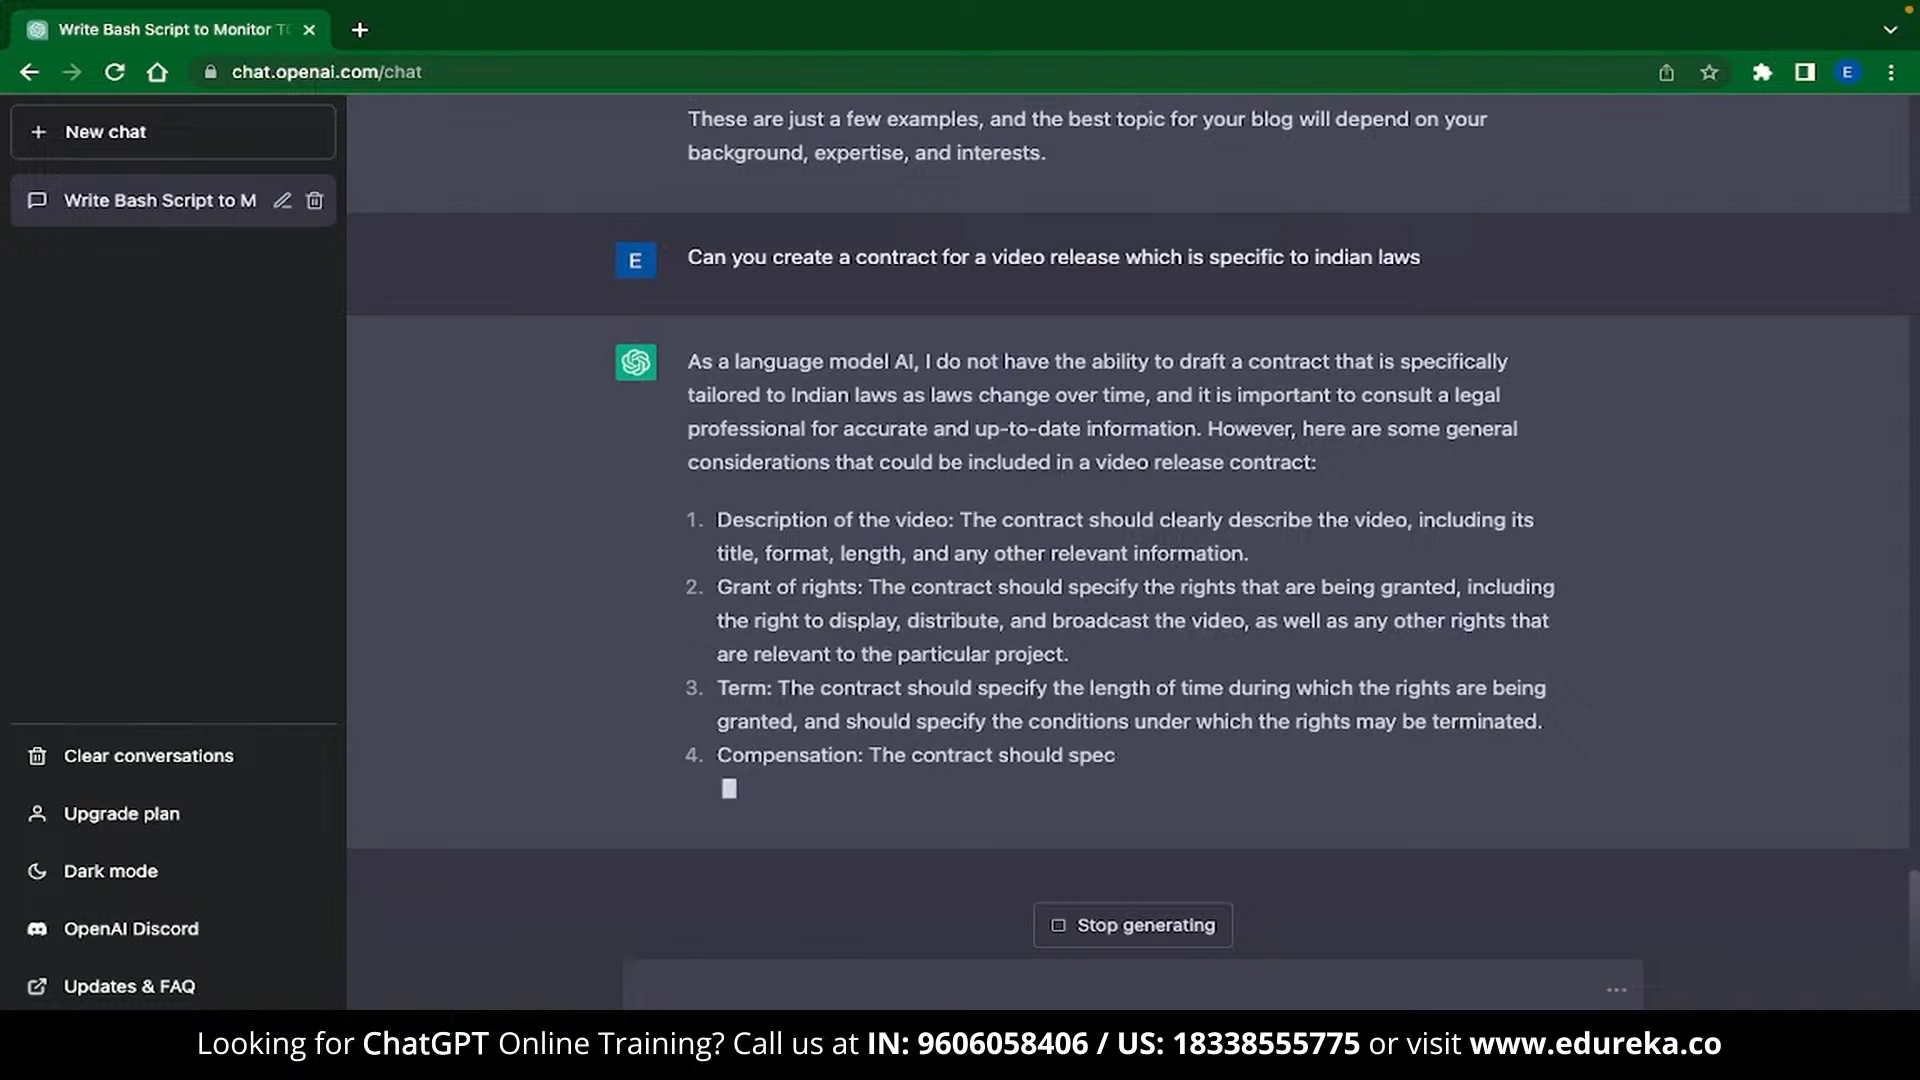 Write Bash Script to Monitor
chat.openai.com/chat
E
New chat
Write Bash Script to M
These are just a few examples, and the best topic for your blog will depend on your
background, expertise, and interests.
E
Can you create a contract for a video release which is specific to indian laws
As a language model AI, I do not have the ability to draft a contract that is specifically
tailored to Indian laws as laws change over time, and it is important to consult a legal
professional for accurate and up-to-date information. However, here are some general
considerations that could be included in a video release contract:
1. Description of the video: The contract should clearly describe the video, including its
title, format, length, and any other relevant information.
2. Grant of rights: The contract should specify the rights that are being granted, including
the right to display, distribute, and broadcast the video, as well as any other rights that
are relevant to the particular project.
3. Term: The contract should specify the length of time during which the rights are being
granted, and should specify the conditions under which the rights may be terminated.
4. Compensation: The contract should spec
Clear conversations
Upgrade plan
Dark mode
OpenAI Discord
Updates & FAQ
Stop generating
Looking for ChatGPT Online Training? Call us at IN: 9606058406 / US: 18338555775 or visit www.edureka.co